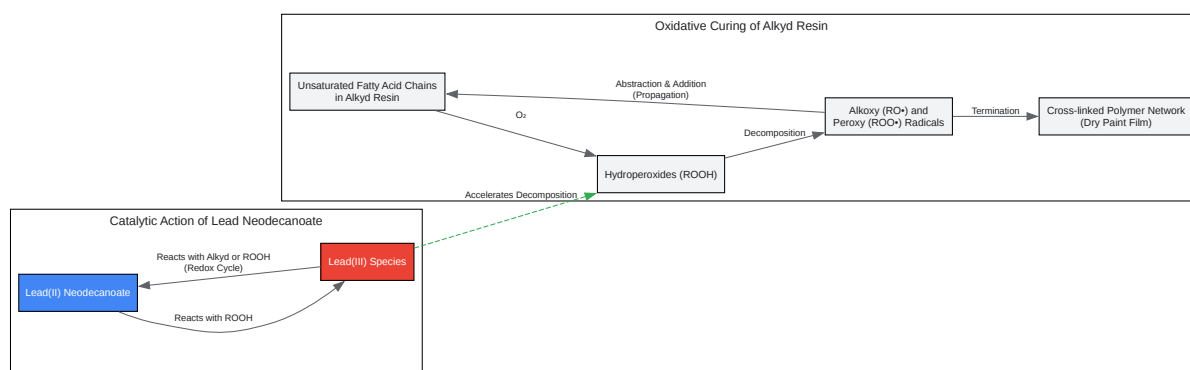 Oxidative Curing of Alkyd Resin
Unsaturated Fatty Acid Chains
in Alkyd Resin
Abstraction & Addition
(Propagation)
O₂
Alkoxy (RO•) and
Peroxy (ROO•) Radicals
Termination
Cross-linked Polymer Network
(Dry Paint Film)
Decomposition
Hydroperoxides (ROOH)
Accelerates Decomposition
Catalytic Action of Lead Neodecanoate
Reacts with Alkyd or ROOH
(Redox Cycle)
Lead(III) Species
Lead(II) Neodecanoate
Reacts with ROOH